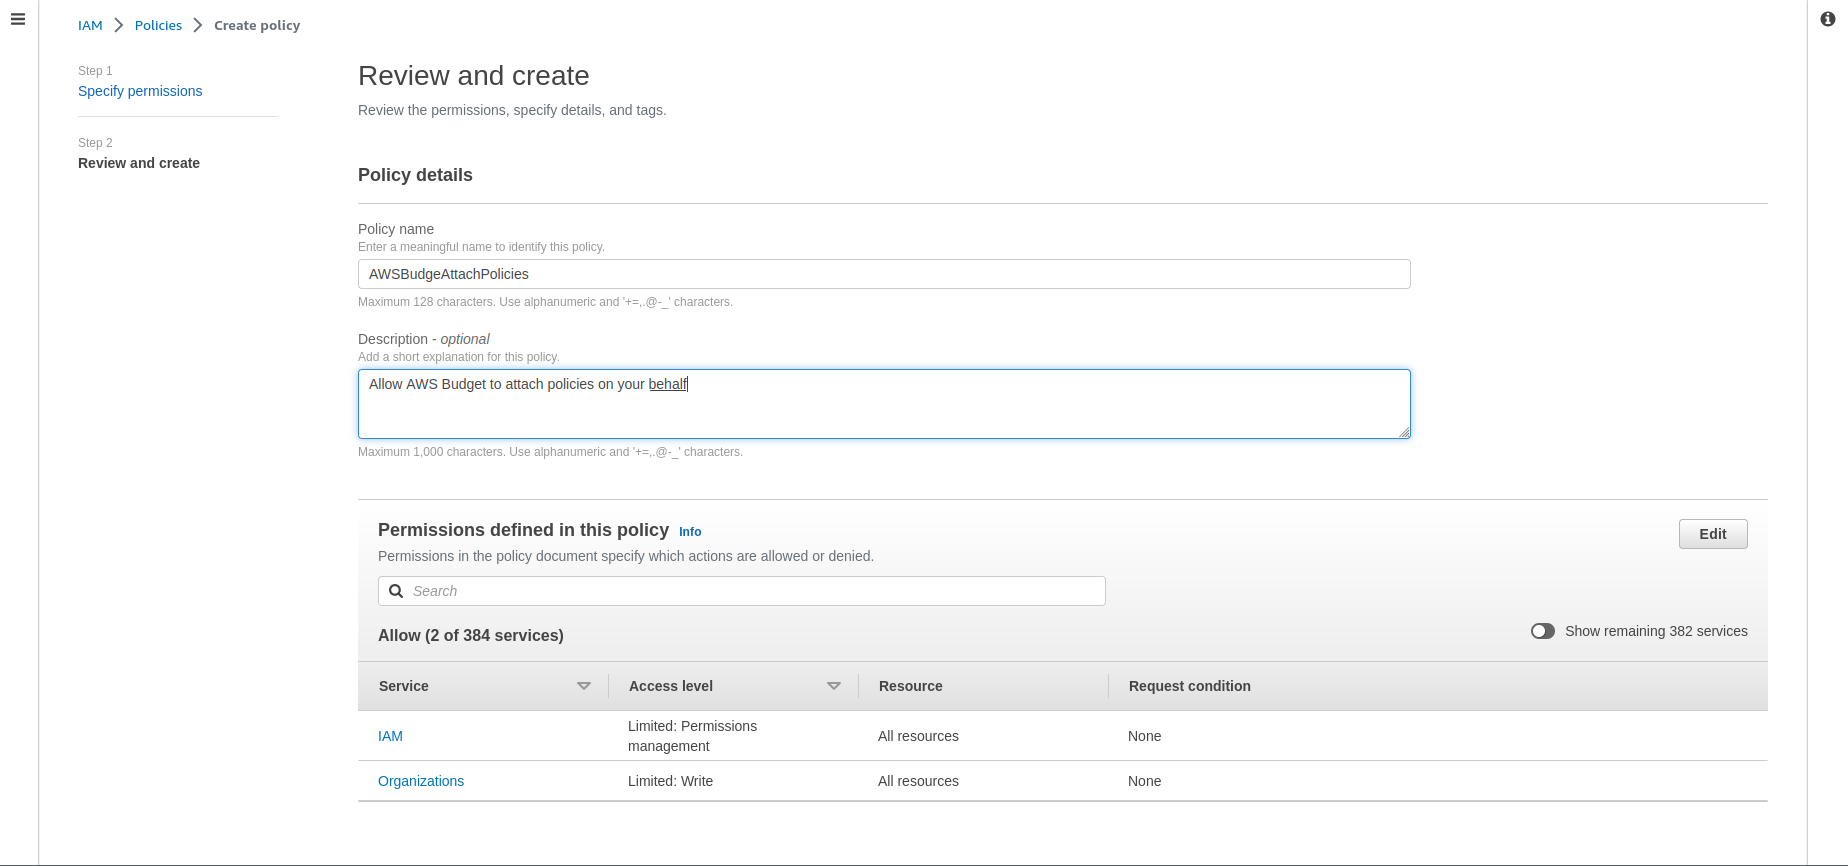 IAM > Policies > Create policy
Step 1
Specify permissions
Step 2
Review and create
Review and create
Review the permissions, specify details, and tags.
Policy details
Policy name
Enter a meaningful name to identify this policy.
AWSBudgeAttachPolicies
Maximum 128 characters. Use alphanumeric and '+=,.@-_' characters.
Description - optional
Add a short explanation for this policy.
Allow AWS Budget to attach policies on your behalf
Maximum 1,000 characters. Use alphanumeric and '+=,.@-_' characters.
Permissions defined in this policy Info
Edit
Permissions in the policy document specify which actions are allowed or denied.
Search
Allow (2 of 384 services)
Show remaining 382 services
Service Access level Resource Request condition
IAM Limited: Permissions management All resources None
Organizations Limited: Write All resources None